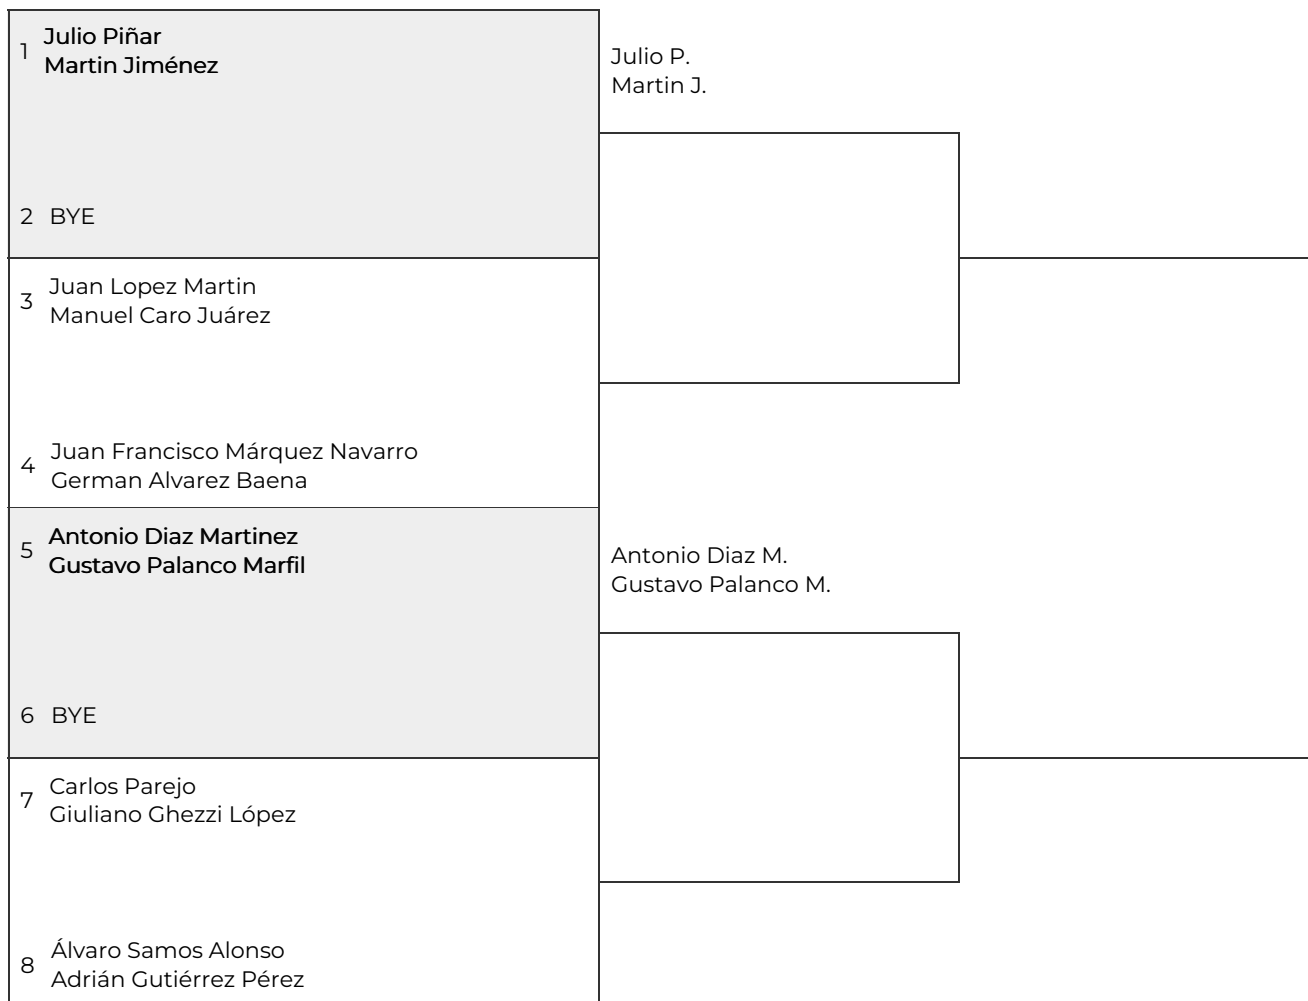 1
Julio Piñar
Martin Jiménez
2 BYE
3
Juan Lopez Martin
Manuel Caro Juárez
4
Juan Francisco Márquez Navarro
German Alvarez Baena
5
Antonio Diaz Martinez
Gustavo Palanco Marfil
6 BYE
7
Carlos Parejo
Giuliano Ghezzi López
8
Álvaro Samos Alonso
Adrián Gutiérrez Pérez
Julio P.
Martin J.
Antonio Diaz M.
Gustavo Palanco M.